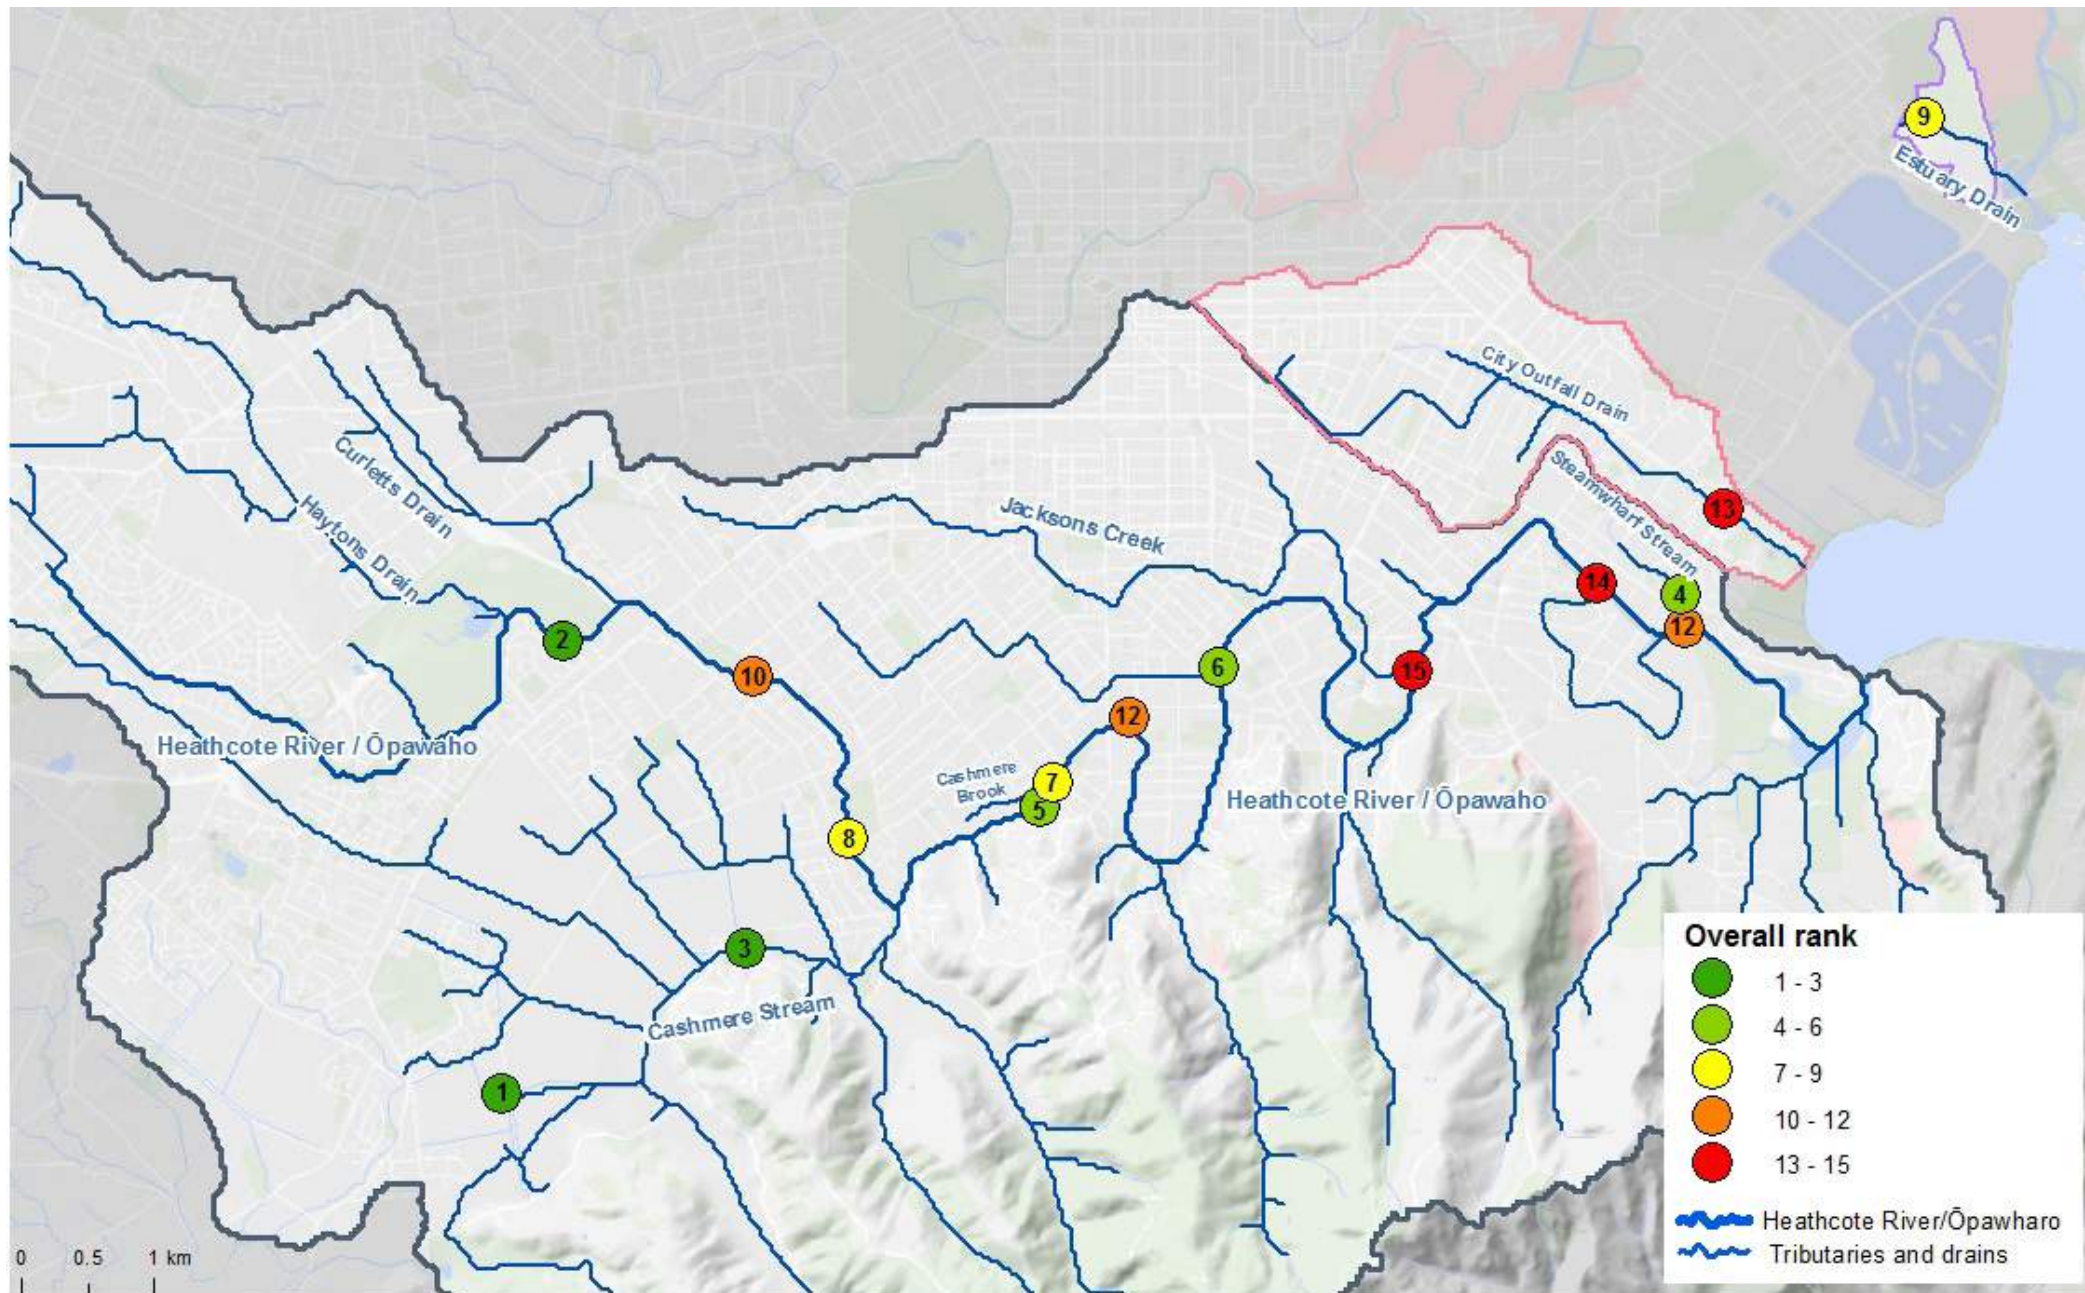 9
Estuary Drain
City Outfall Drain
Steamwharf Stream
13
Curletts Drain
Haytons Drain
Jacksons Creek
14
4
12
2
10
6
15
12
Heathcote River / Ōpawaho
Cashmere
Brook
7
5
Heathcote River / Ōpawaho
8
3
Cashmere Stream
1
Overall rank
1 - 3
4 - 6
7 - 9
10 - 12
13 - 15
Heathcote River/Ōpawharo
Tributaries and drains
0 0.5 1 km